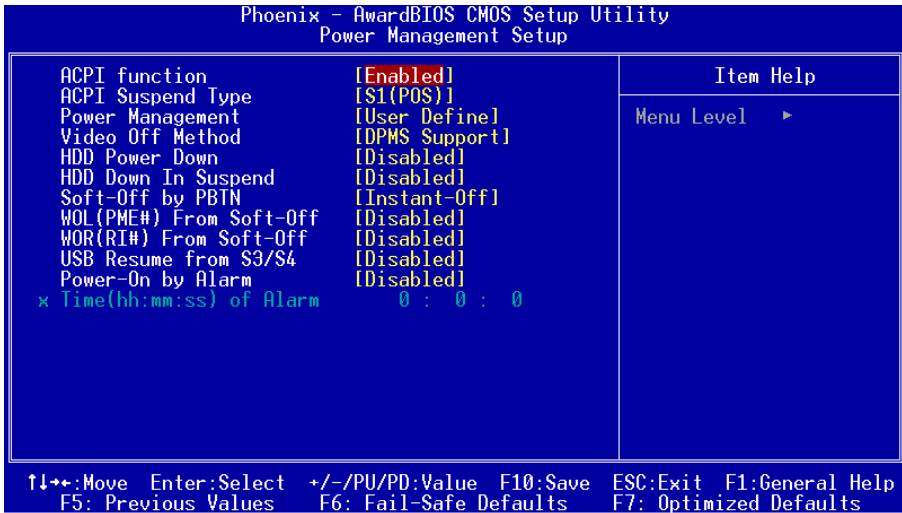 Phoenix - AwardBIOS CMOS Setup Utility
Power Management Setup
ACPI function [Enabled]
ACPI Suspend Type [S1(POS)]
Power Management [User Define]
Video Off Method [DPMS Support]
HDD Power Down [Disabled]
HDD Down In Suspend [Disabled]
Soft-Off by PBTN [Instant-Off]
WOL(PME#) From Soft-Off [Disabled]
WOR(RI#) From Soft-Off [Disabled]
USB Resume from S3/S4 [Disabled]
Power-On by Alarm [Disabled]
x Time(hh:mm:ss) of Alarm 0 : 0 : 0
Item Help
Menu Level ►
↑↓→←:Move Enter:Select +/-/PU/PD:Value F10:Save ESC:Exit F1:General Help
F5: Previous Values F6: Fail-Safe Defaults F7: Optimized Defaults